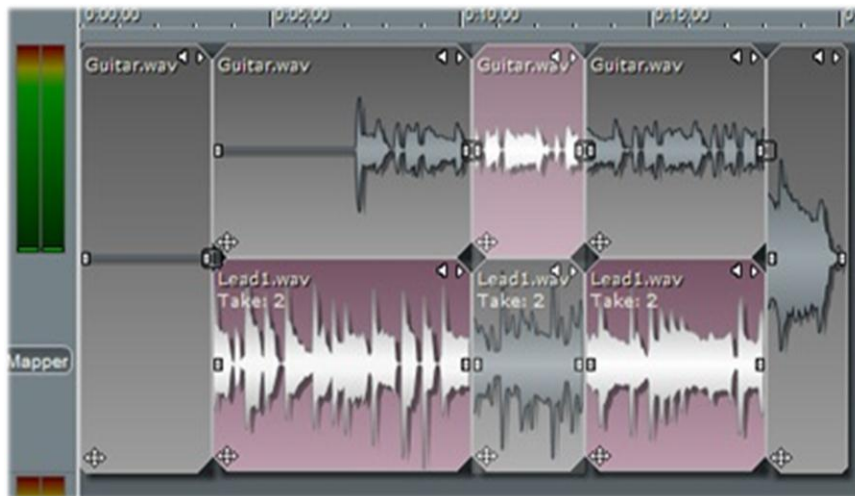 0:00,00 0:05,00 0:10,00 0:15,00
Guitar.wav Guitar.wav Guitar.wav Guitar.wav
Lead1.wav Lead1.wav Lead1.wav
Take: 2 Take: 2 Take: 2
Mapper